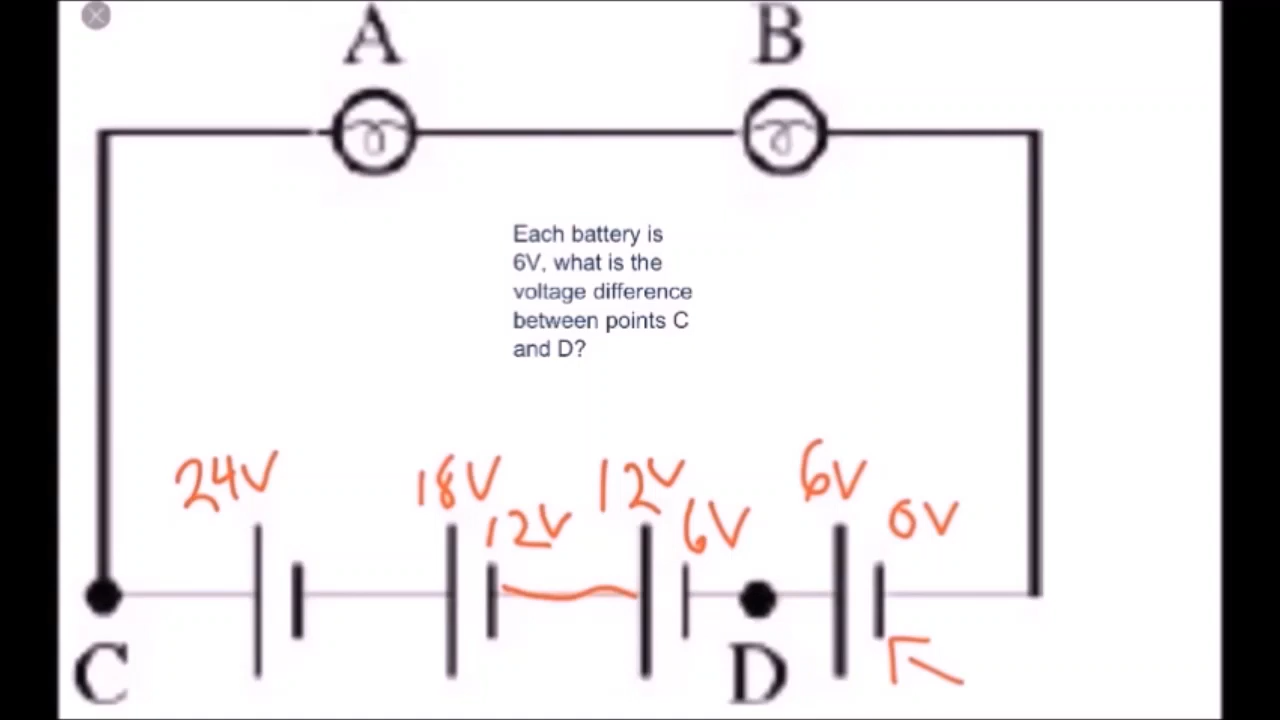 A B
Each battery is
6V, what is the
voltage difference
between points C
and D?
24V 18V 12V 12V 6V 6V 0V
C D